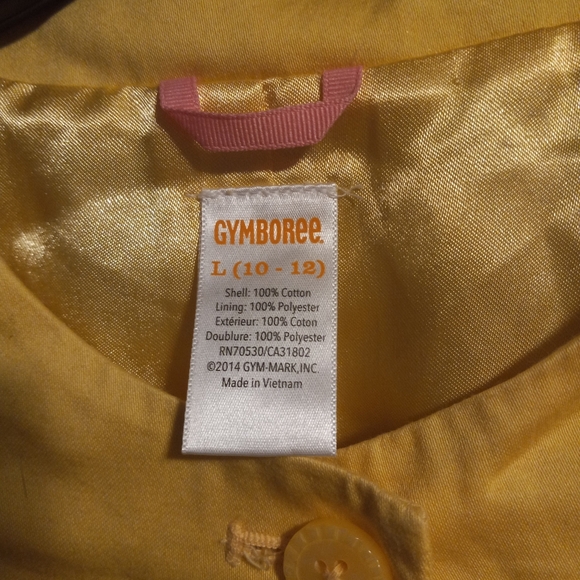 GYMBOREE.
L (10 - 12)
Shell: 100% Cotton
Lining: 100% Polyester
Extérieur: 100% Coton
Doublure: 100% Polyester
RN70530/CA31802
©2014 GYM-MARK,INC.
Made in Vietnam